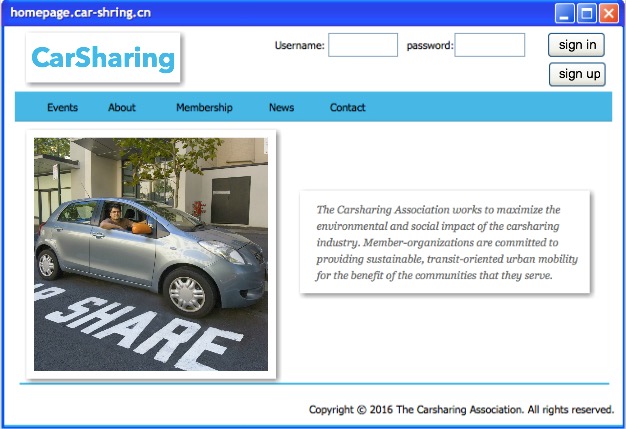 homepage.car-shring.cn
CarSharing
Username:
password:
sign in
sign up
Events About Membership News Contact
The Carsharing Association works to maximize the
environmental and social impact of the carsharing
industry. Member-organizations are committed to
providing sustainable, transit-oriented urban mobility
for the benefit of the communities that they serve.
SHARE
Copyright © 2016 The Carsharing Association. All rights reserved.